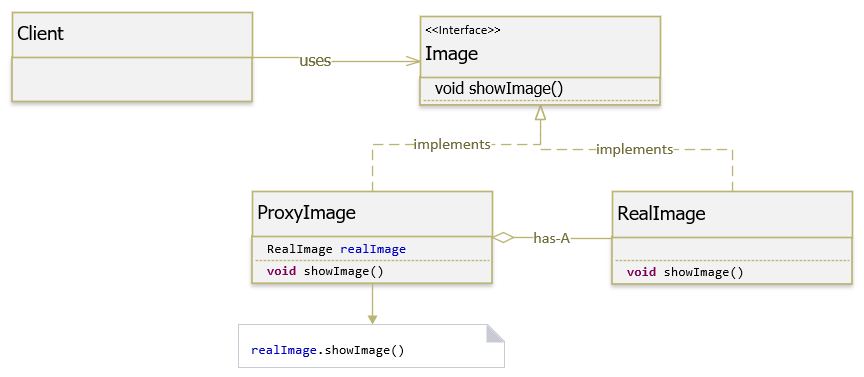 Client
uses
<<Interface>>
Image
void showImage()
implements
implements
ProxyImage
RealImage realImage
void showImage()
has-A
RealImage
void showImage()
realImage.showImage()